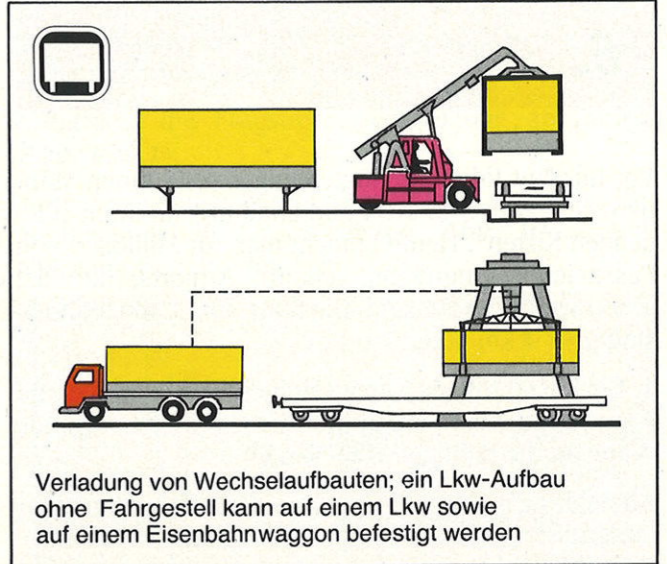 Verladung von Wechselaufbauten; ein Lkw-Aufbau
ohne Fahrgestell kann auf einem Lkw sowie
auf einem Eisenbahnwaggon befestigt werden